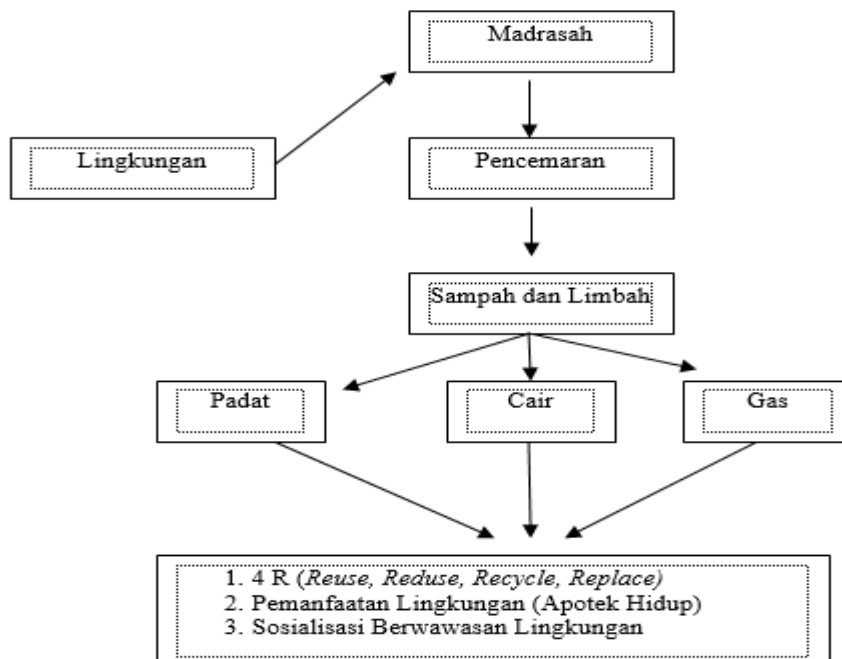 Madrasah
Lingkungan
Pencemaran
Sampah dan Limbah
Padat
Cair
Gas
1. 4 R (Reuse, Reduse, Recycle, Replace)
2. Pemanfaatan Lingkungan (Apotek Hidup)
3. Sosialisasi Berwawasan Lingkungan